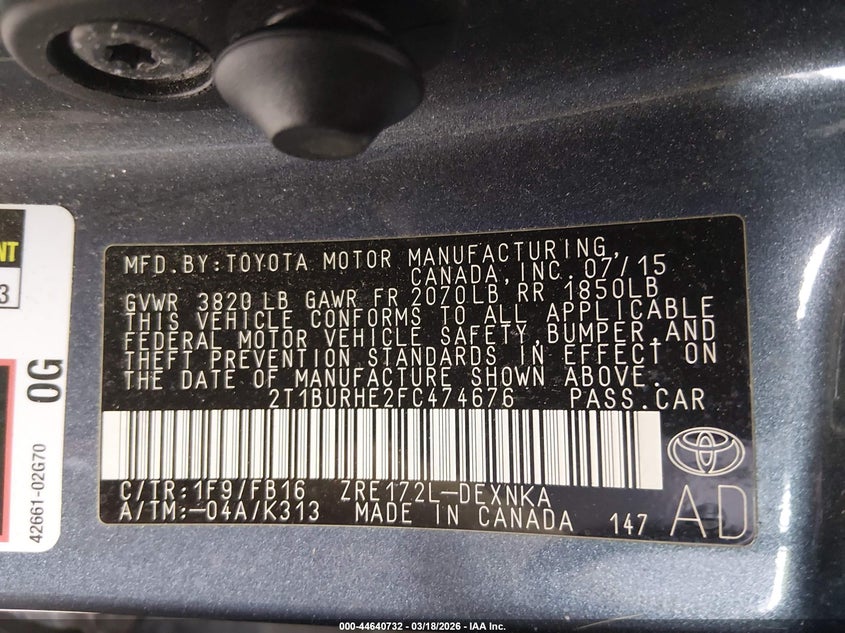 NT
3
0G
42661-02G70
MFD.BY:TOYOTA MOTOR MANUFACTURING,
CANADA,INC.07/15
GVWR 3820LB GAWR FR 2070LB RR 1850LB
THIS VEHICLE CONFORMS TO ALL APPLICABLE
FEDERAL MOTOR VEHICLE SAFETY,BUMPER,AND
THEFT PREVENTION STANDARDS IN EFFECT ON
THE DATE OF MANUFACTURE SHOWN ABOVE.
2T1BURHE2FC474676 PASS.CAR
C/TR:1F9/FB16 ZRE172L-DEXNKA
A/TM:-04A/K313 MADE IN CANADA 147 AD
000-44640732 - 03/18/2026 - IAA Inc.